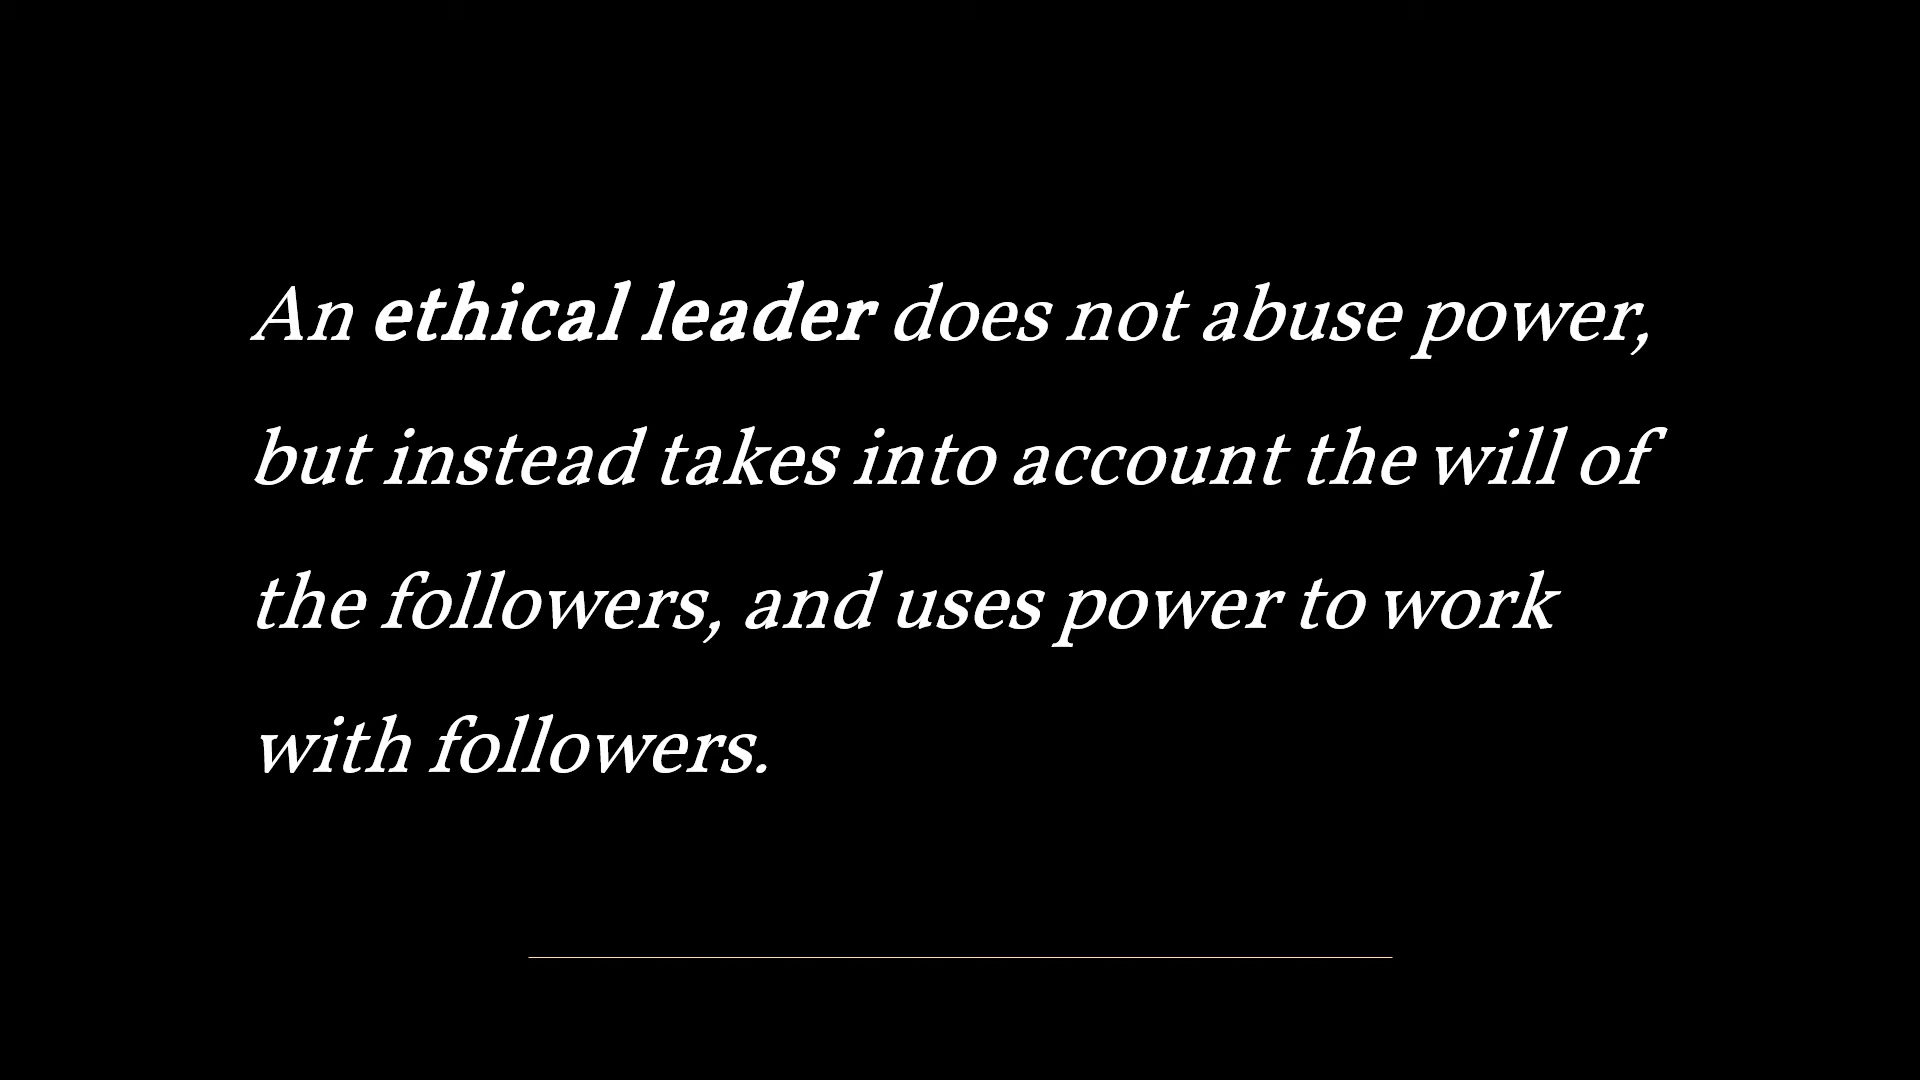 An ethical leader does not abuse power,
but instead takes into account the will of
the followers, and uses power to work
with followers.